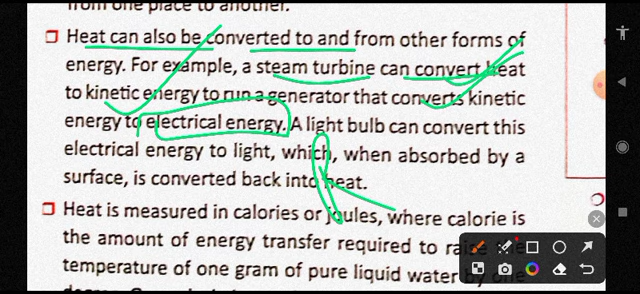 from one place to another.
❐ Heat can also be converted to and from other forms of
energy. For example, a steam turbine can convert heat
to kinetic energy to run a generator that converts kinetic
energy to electrical energy. A light bulb can convert this
electrical energy to light, which, when absorbed by a
surface, is converted back into heat.
❐ Heat is measured in calories or joules, where calorie is
the amount of energy transfer required to raise the
temperature of one gram of pure liquid water by one